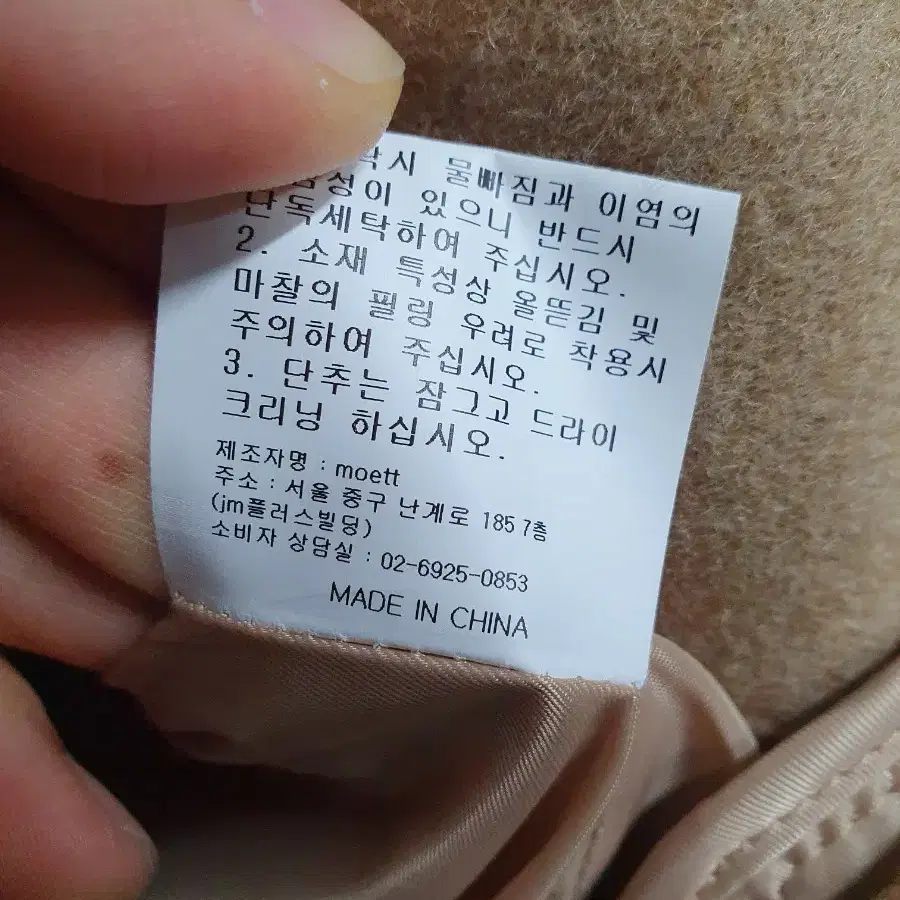 물빠짐과 이염의
있으니 반드시
단독세탁하여 주십시오.
2. 소재 특성상 올뜯김 및
마찰의 필링 우려로 착용시
주의하여 주십시오.
3. 단추는 잠그고 드라이
크리닝 하십시오.
제조자명 : moett
주소 : 서울 중구 난계로 185 7층
(jm플러스빌딩)
소비자 상담실 : 02-6925-0853
MADE IN CHINA